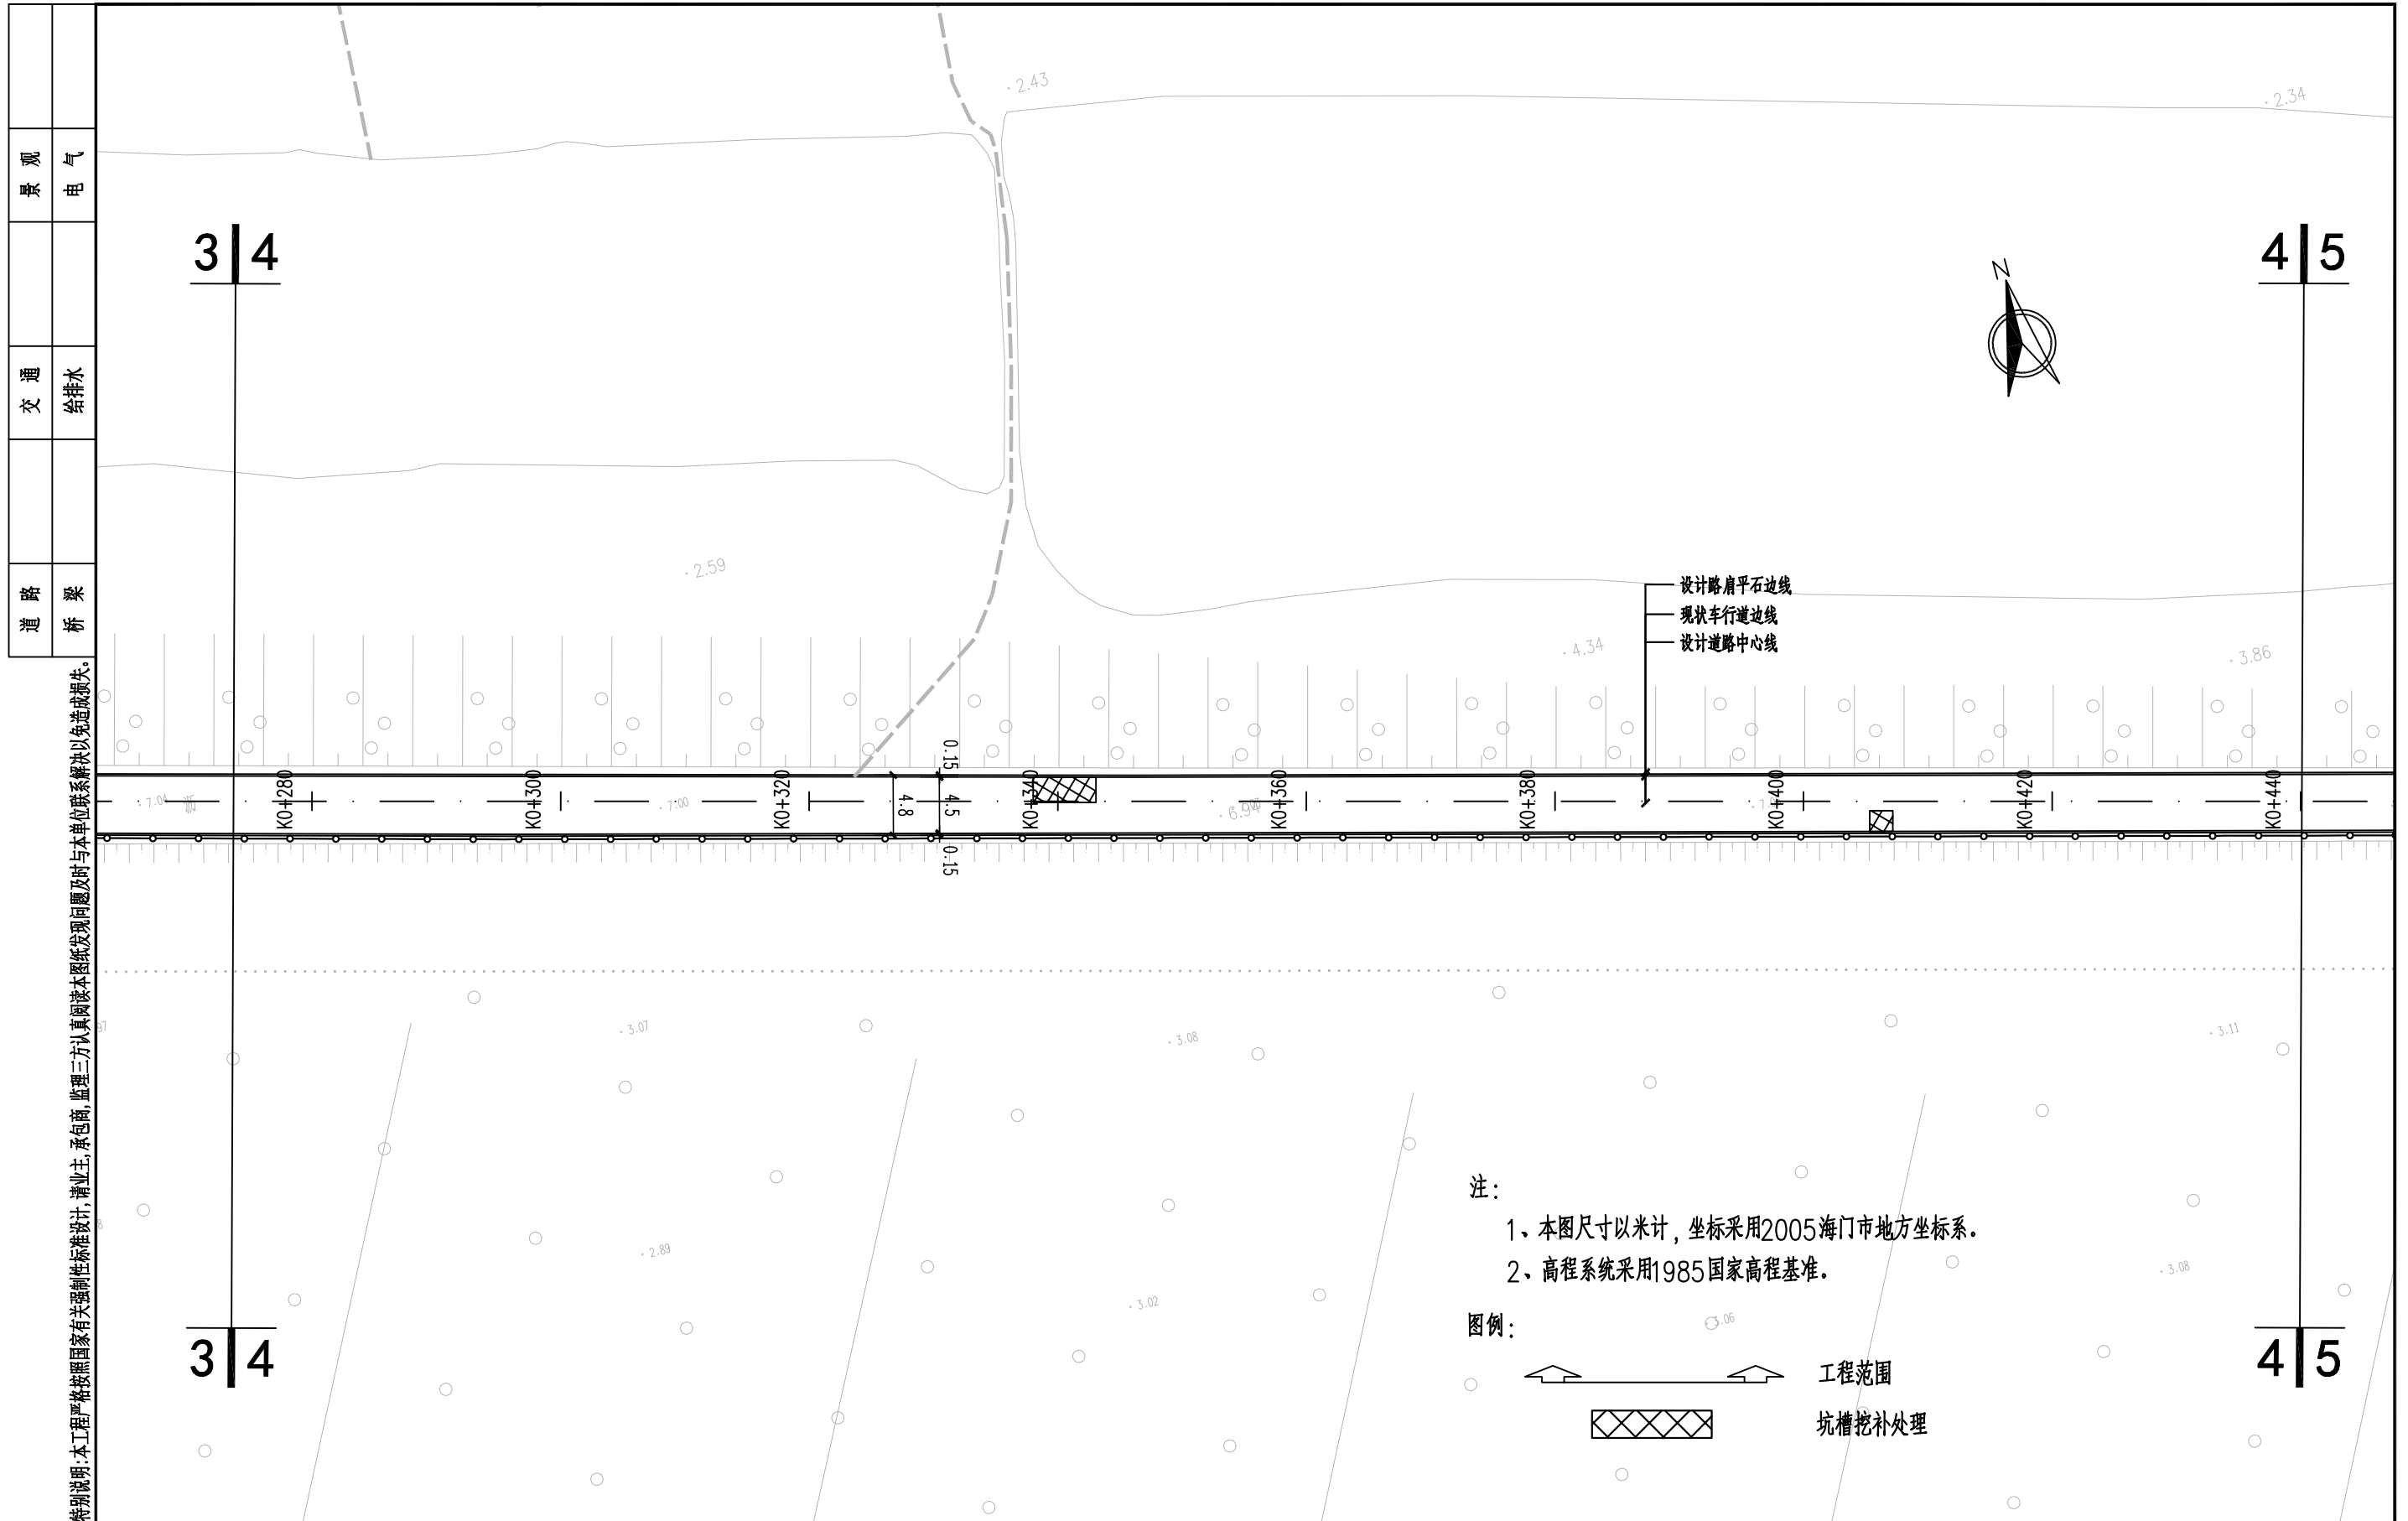 2.43
2.34
景 观
电 气
3 4
4 5
N
交 通
给排水
2.59
道 路
桥 梁
设计路肩平石边线
现状车行道边线
设计道路中心线
4.34
3.86
特别说明:本工程严格按照国家有关强制性标准设计,请业主,承包商,监理三方认真阅读本图纸发现问题及时与本单位联系解决以免造成损失。
K0+280
K0+300
K0+320
K0+340
K0+360
K0+380
K0+400
K0+420
K0+440
0.15
4.8
4.5
0.15
7.04
7.00
6.94
97
3.07
3.08
3.11
注:
1、本图尺寸以米计,坐标采用2005海门市地方坐标系。
2、高程系统采用1985国家高程基准。
2.89
3.08
3.02
图例:
3.06
3 4
4 5
工程范围
坑槽挖补处理